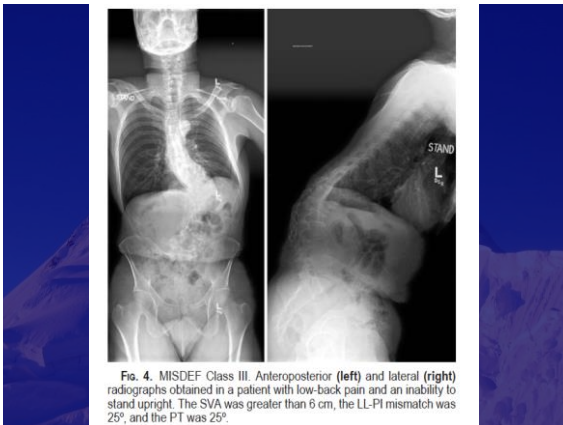 STAND
L
FIG. 4. MISDEF Class III. Anteroposterior (left) and lateral (right)
radiographs obtained in a patient with low-back pain and an inability to
stand upright. The SVA was greater than 6 cm, the LL-PI mismatch was
25º, and the PT was 25º.